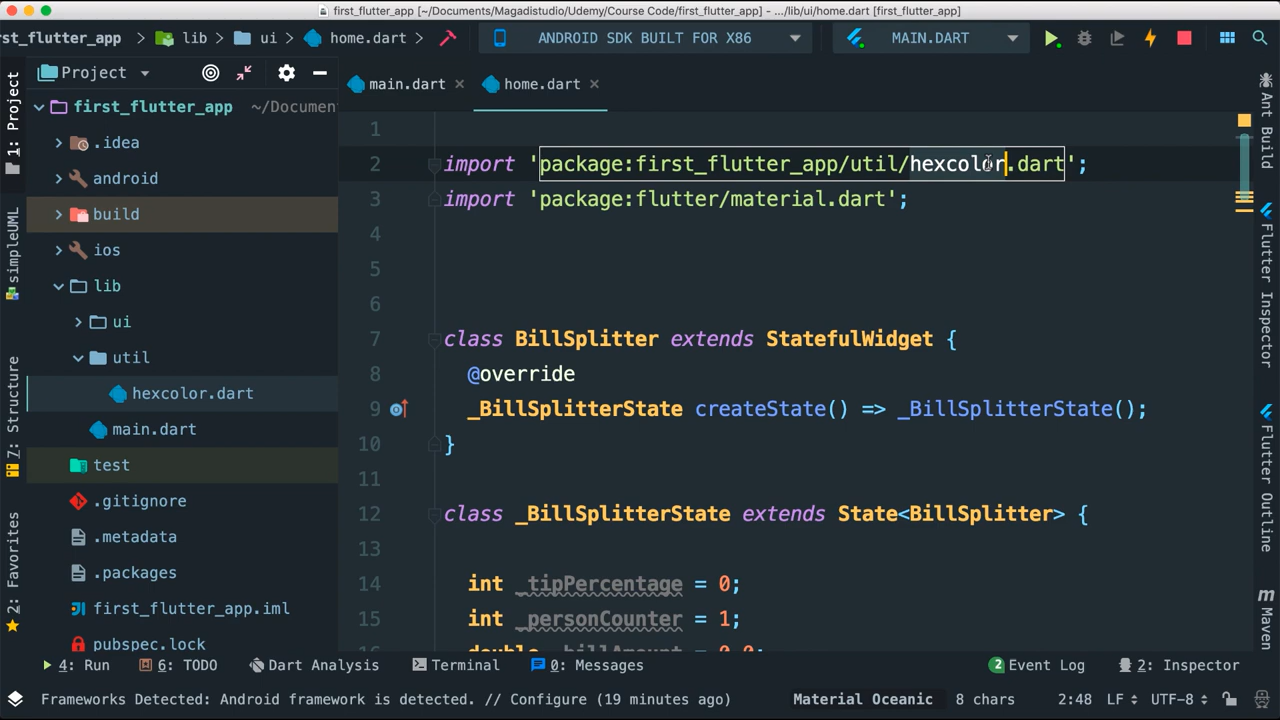 first_flutter_app [~/Documents/Magadistudio/Udemy/Course Code/first_flutter_app] - .../lib/ui/home.dart [first_flutter_app]
rst_flutter_app lib ui home.dart ANDROID SDK BUILT FOR X86 MAIN.DART
Project main.dart home.dart
first_flutter_app ~/Documen
.idea
android
build
ios
lib
ui
util
hexcolor.dart
main.dart
test
.gitignore
.metadata
.packages
first_flutter_app.iml
pubspec.lock
1: Project
simpleUML
7: Structure
2: Favorites
1
2 import 'package:first_flutter_app/util/hexcolor.dart';
3 import 'package:flutter/material.dart';
4
5
6
7 class BillSplitter extends StatefulWidget {
8 @override
9 _BillSplitterState createState() => _BillSplitterState();
10 }
11
12 class _BillSplitterState extends State<BillSplitter> {
13
14 int _tipPercentage = 0;
15 int _personCounter = 1;
16 double _billAmount = 0.0;
Ant Build
Flutter Inspector
Flutter Outline
m Maven
4: Run 6: TODO Dart Analysis Terminal 0: Messages 2 Event Log 2: Inspector
Frameworks Detected: Android framework is detected. // Configure (19 minutes ago) Material Oceanic 8 chars 2:48 LF UTF-8